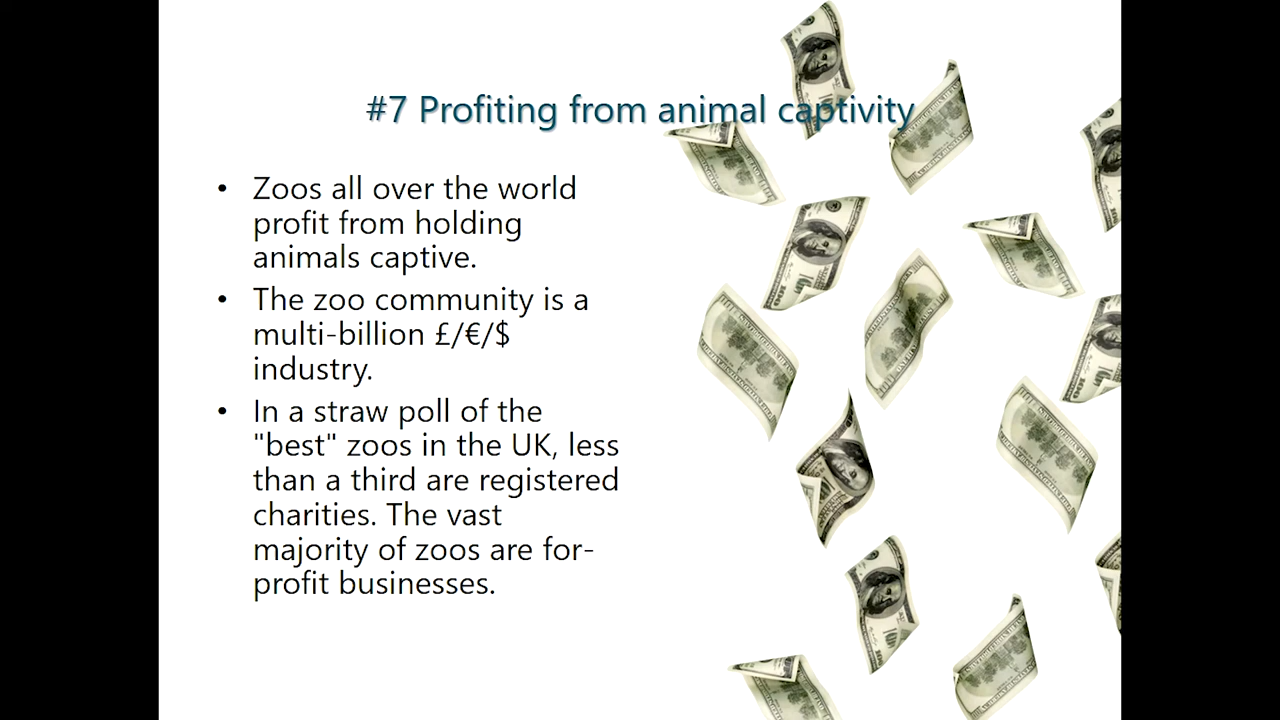 #7 Profiting from animal captivity
• Zoos all over the world
profit from holding
animals captive.
• The zoo community is a
multi-billion £/€/$
industry.
• In a straw poll of the
"best" zoos in the UK, less
than a third are registered
charities. The vast
majority of zoos are for-
profit businesses.